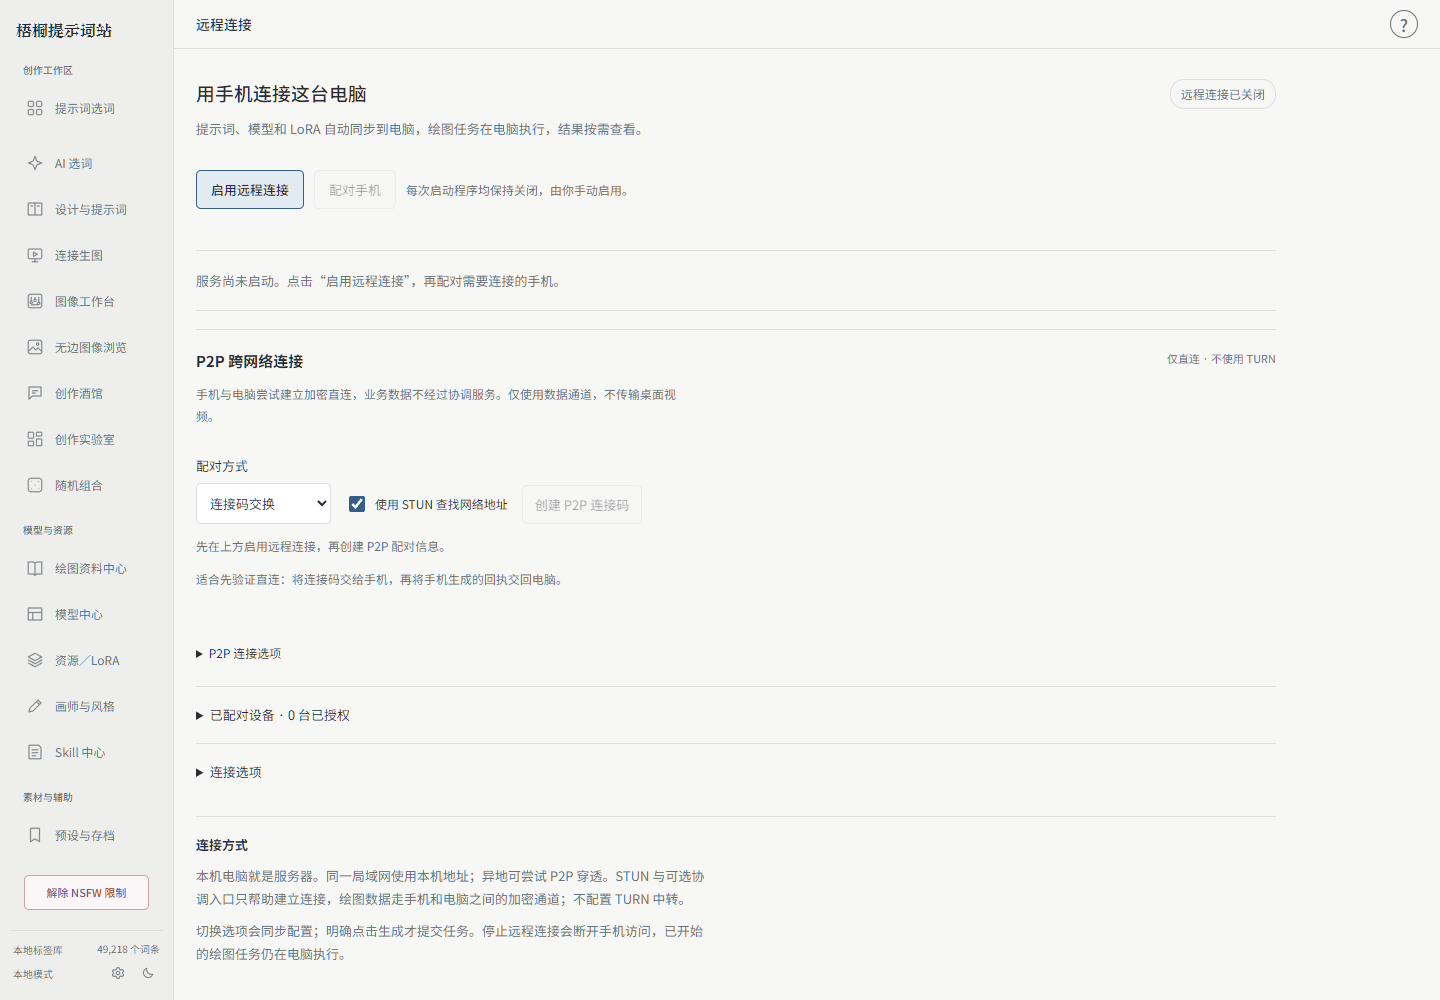 梧桐提示词站
创作工作区
提示词选词
AI 选词
设计与提示词
连接生图
图像工作台
无边图像浏览
创作酒馆
创作实验室
随机组合
模型与资源
绘图资料中心
模型中心
资源／LoRA
画师与风格
Skill 中心
素材与辅助
预设与存档
解除 NSFW 限制
本地标签库 49,218 个词条
本地模式
远程连接
?
用手机连接这台电脑
远程连接已关闭
提示词、模型和 LoRA 自动同步到电脑，绘图任务在电脑执行，结果按需查看。
启用远程连接 配对手机 每次启动程序均保持关闭，由你手动启用。
服务尚未启动。点击“启用远程连接”，再配对需要连接的手机。
P2P 跨网络连接
仅直连 · 不使用 TURN
手机与电脑尝试建立加密直连，业务数据不经过协调服务。仅使用数据通道，不传输桌面视
频。
配对方式
连接码交换 使用 STUN 查找网络地址 创建 P2P 连接码
先在上方启用远程连接，再创建 P2P 配对信息。
适合先验证直连：将连接码交给手机，再将手机生成的回执交回电脑。
P2P 连接选项
已配对设备 · 0 台已授权
连接选项
连接方式
本机电脑就是服务器。同一局域网使用本机地址；异地可尝试 P2P 穿透。STUN 与可选协
调入口只帮助建立连接，绘图数据走手机和电脑之间的加密通道；不配置 TURN 中转。
切换选项会同步配置；明确点击生成才提交任务。停止远程连接会断开手机访问，已开始
的绘图任务仍在电脑执行。